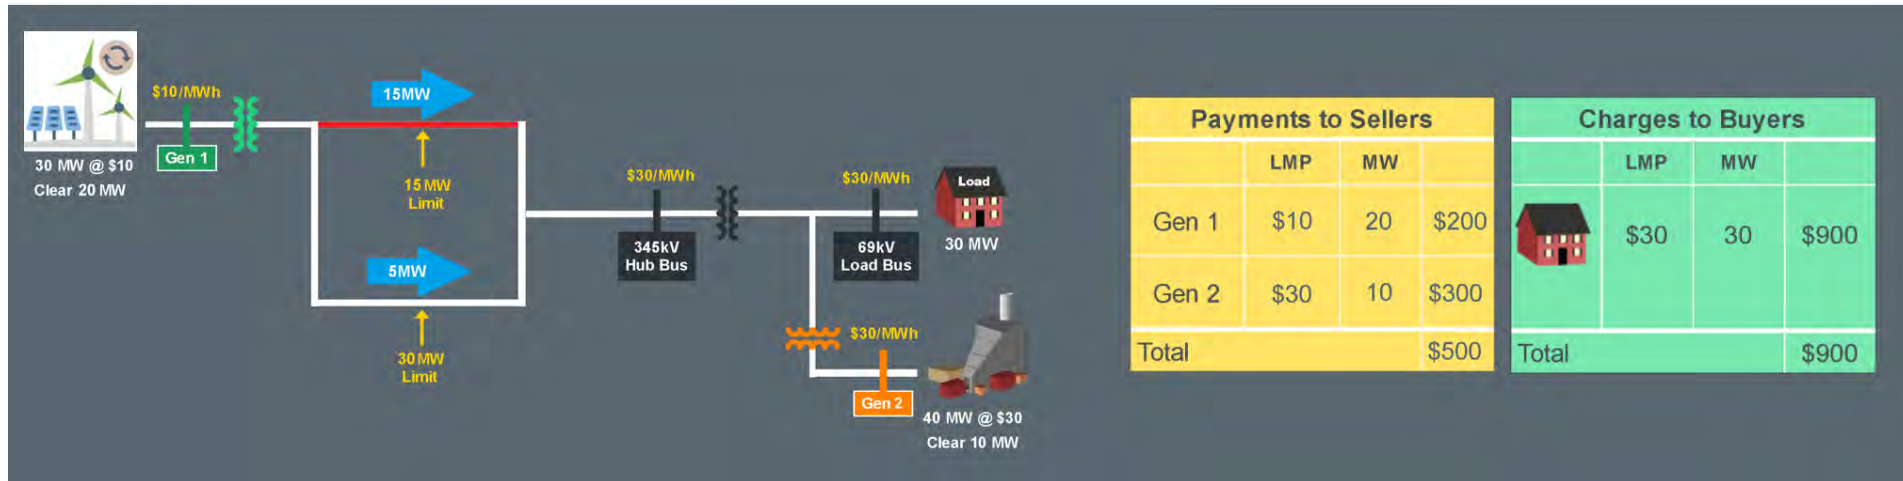 $10/MWh
Gen 1
30 MW @ $10
Clear 20 MW
15MW
15 MW
Limit
5MW
30 MW
Limit
$30/MWh
345kV
Hub Bus
$30/MWh
69kV
Load Bus
Load
30 MW
$30/MWh
Gen 2
40 MW @ $30
Clear 10 MW
Payments to Sellers
LMP MW
Gen 1 $10 20 $200
Gen 2 $30 10 $300
Total $500
Charges to Buyers
LMP MW
$30 30 $900
Total $900